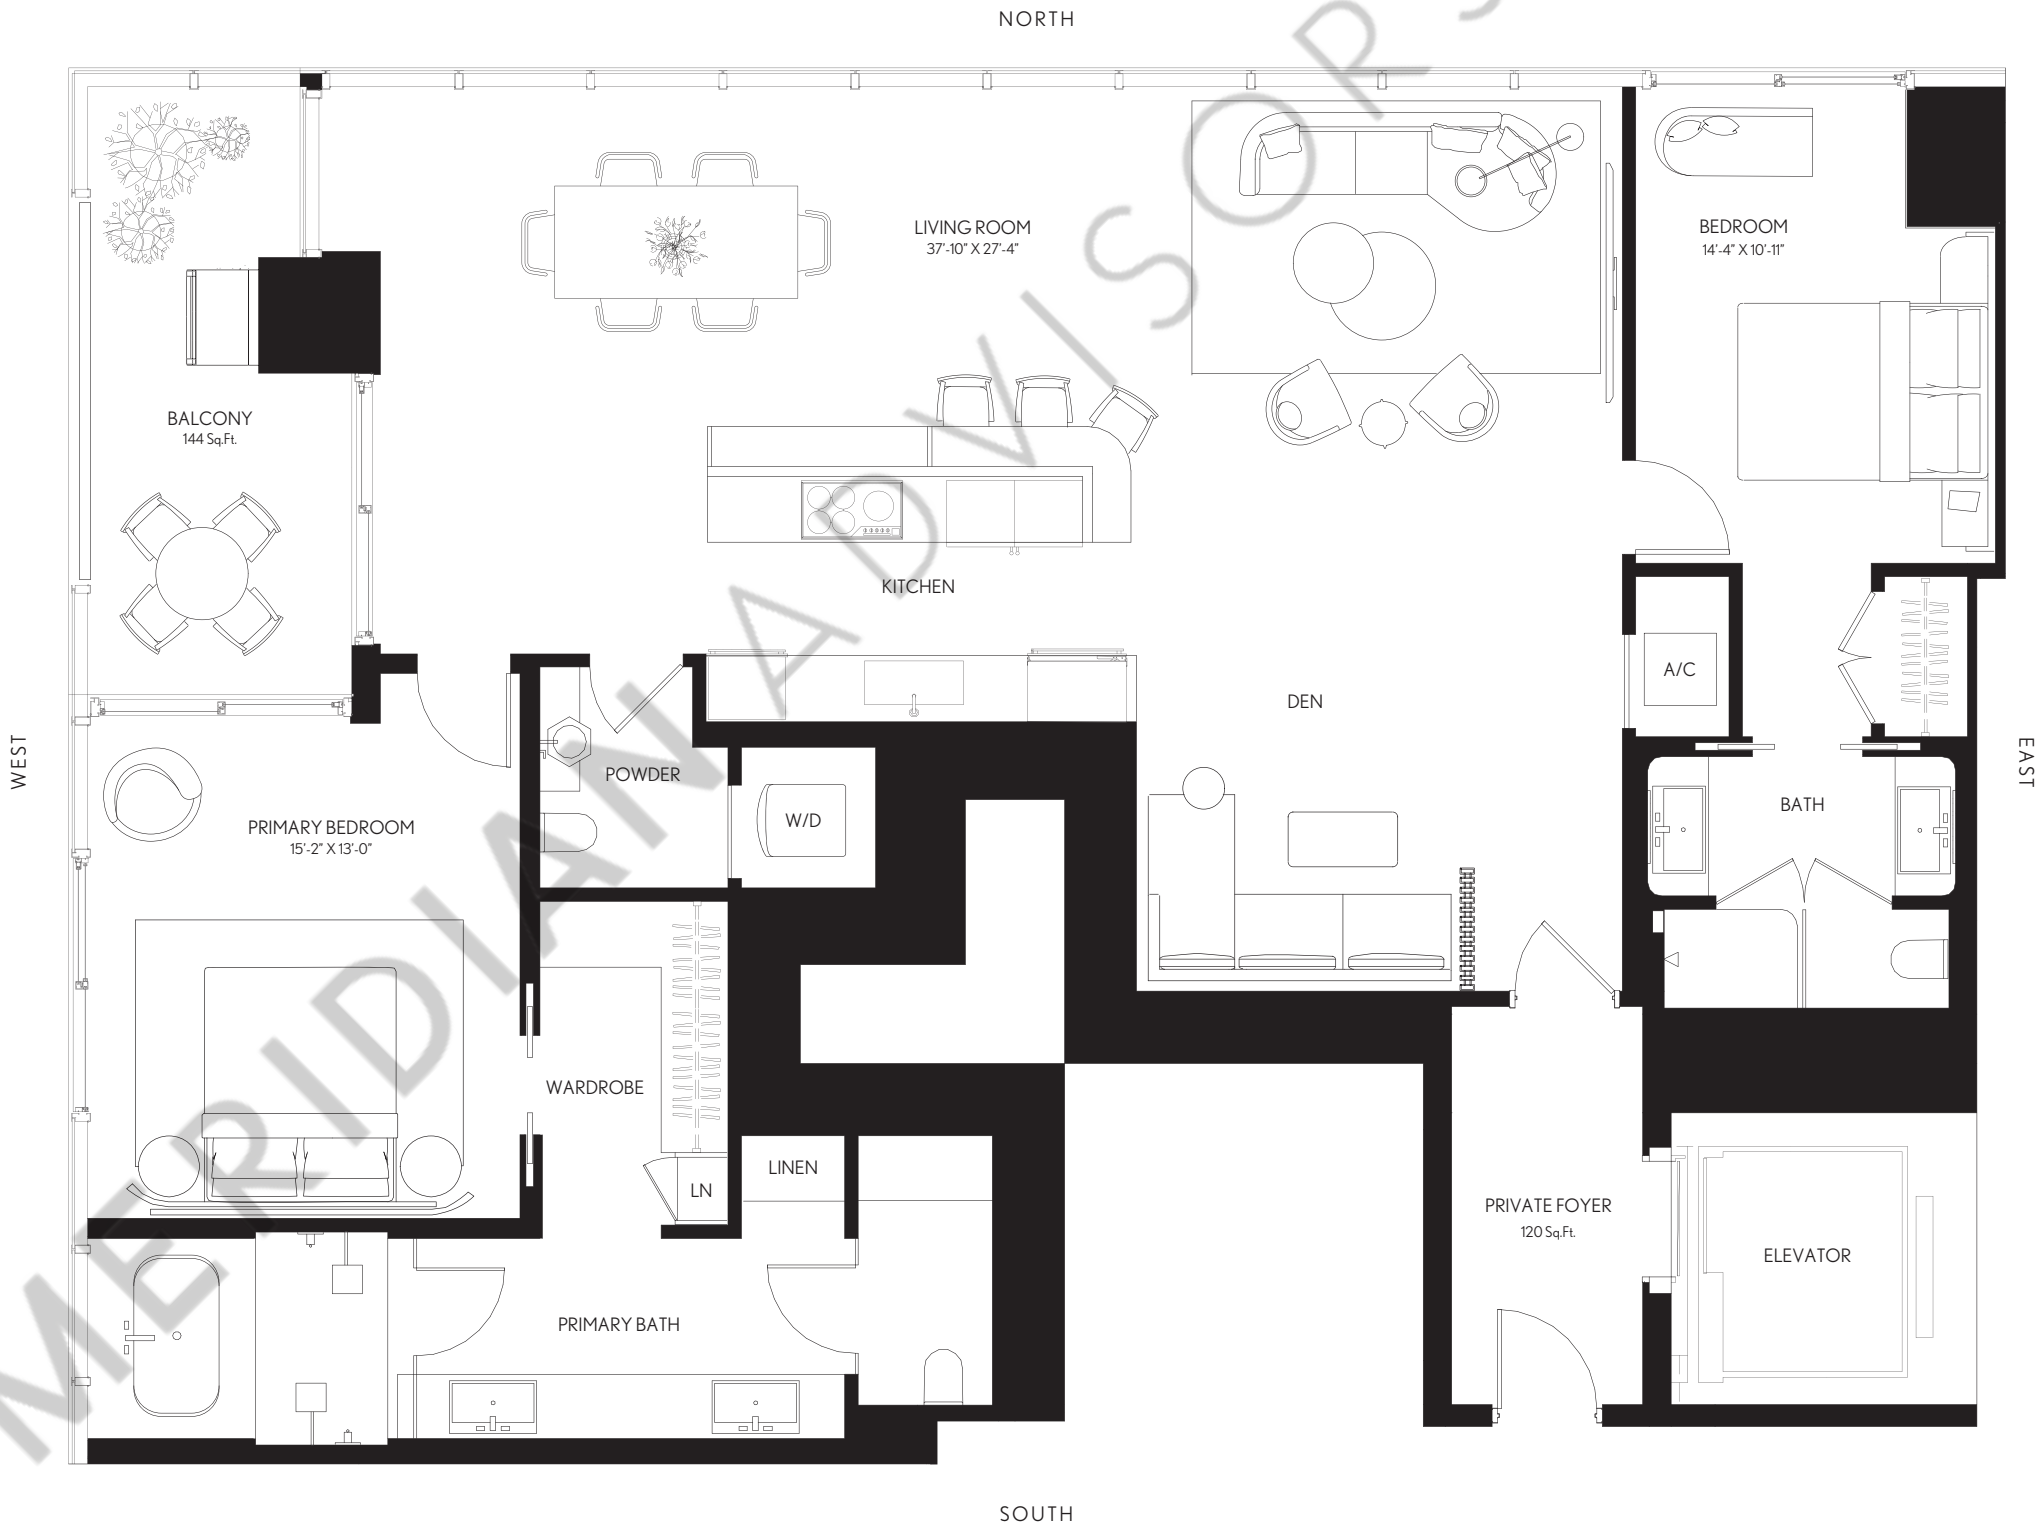 NORTH
LIVING ROOM
37'-10" X 27'-4"
BEDROOM
14'-4" X 10'-11"
BALCONY
144 Sq.Ft.
KITCHEN
A/C
DEN
WEST
EAST
POWDER
W/D
BATH
PRIMARY BEDROOM
15'-2" X 13'-0"
WARDROBE
LINEN
LN
PRIVATE FOYER
120 Sq.Ft.
ELEVATOR
PRIMARY BATH
SOUTH
MERIDIAN ADVISORS